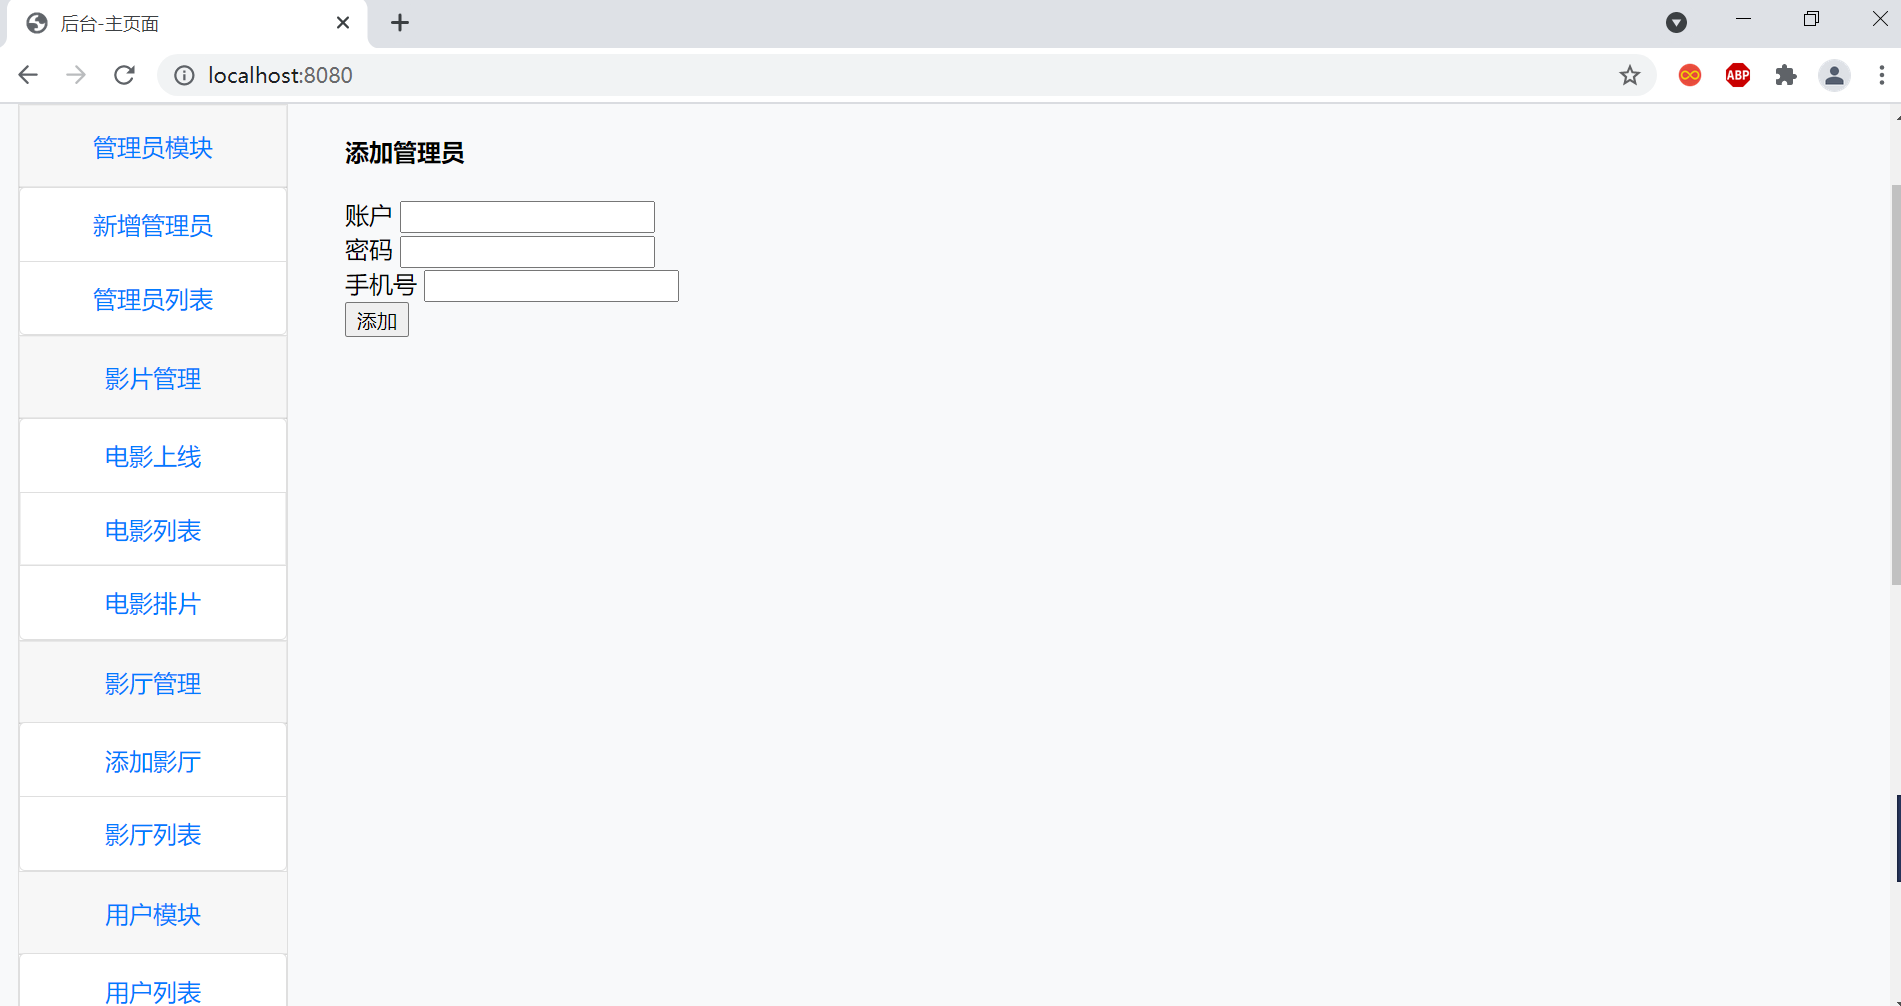 后台-主页面
localhost:8080
ABP
管理员模块
新增管理员
管理员列表
影片管理
电影上线
电影列表
电影排片
影厅管理
添加影厅
影厅列表
用户模块
用户列表
添加管理员
账户
密码
手机号
添加